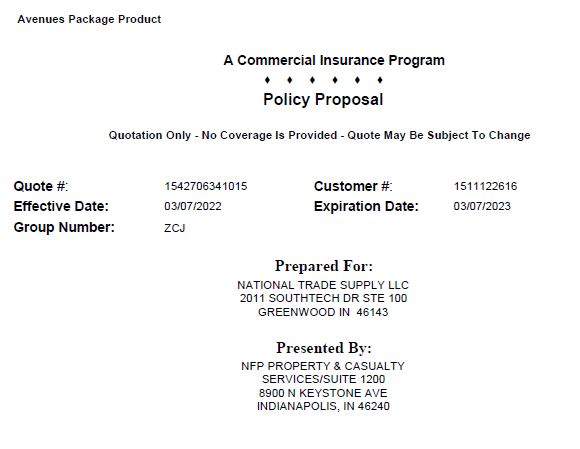 Avenues Package Product
A Commercial Insurance Program
♦ ♦ ♦ ♦ ♦ ♦
Policy Proposal
Quotation Only - No Coverage Is Provided - Quote May Be Subject To Change
Quote #: 1542706341015 Customer #: 1511122616
Effective Date: 03/07/2022 Expiration Date: 03/07/2023
Group Number: ZCJ
Prepared For:
NATIONAL TRADE SUPPLY LLC
2011 SOUTHTECH DR STE 100
GREENWOOD IN 46143
Presented By:
NFP PROPERTY & CASUALTY
SERVICES/SUITE 1200
8900 N KEYSTONE AVE
INDIANAPOLIS, IN 46240